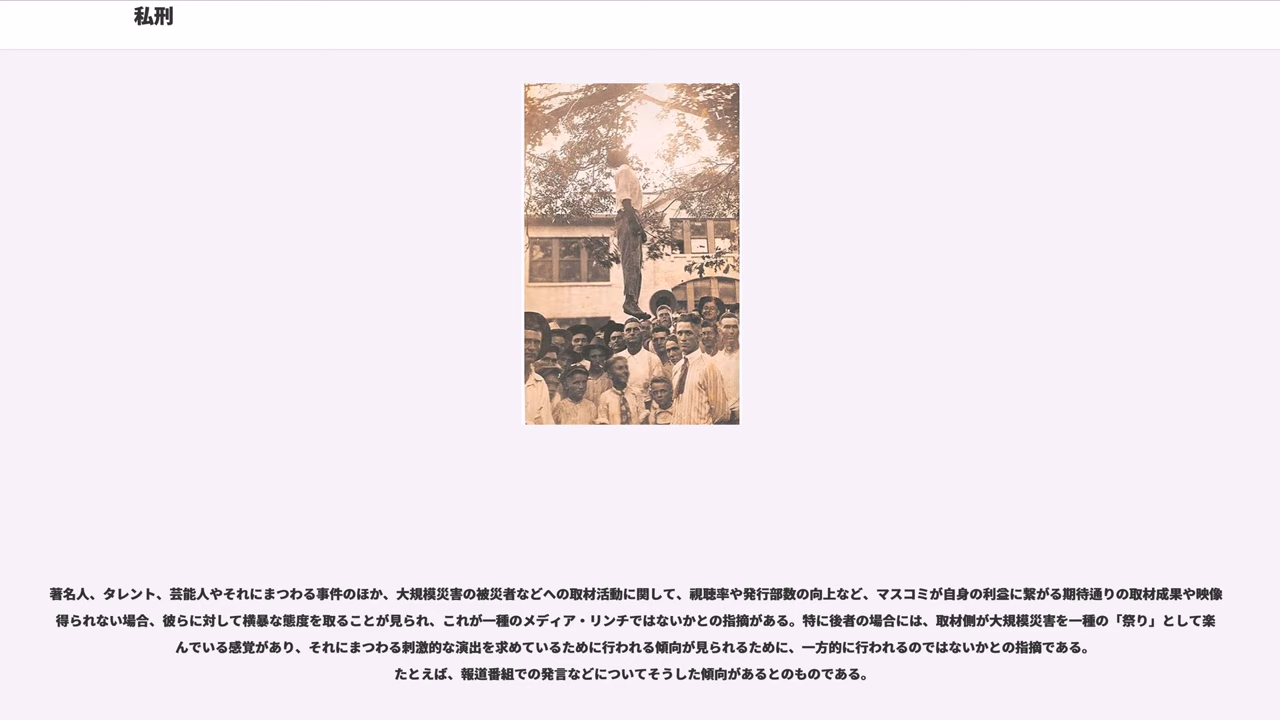 私刑
著名人、タレント、芸能人やそれにまつわる事件のほか、大規模災害の被災者などへの取材活動に関して、視聴率や発行部数の向上など、マスコミが自身の利益に繋がる期待通りの取材成果や映像
得られない場合、彼らに対して横暴な態度を取ることが見られ、これが一種のメディア・リンチではないかとの指摘がある。特に後者の場合には、取材側が大規模災害を一種の「祭り」として楽
んでいる感覚があり、それにまつわる刺激的な演出を求めているために行われる傾向が見られるために、一方的に行われるのではないかとの指摘である。
たとえば、報道番組での発言などについてそうした傾向があるとのものである。